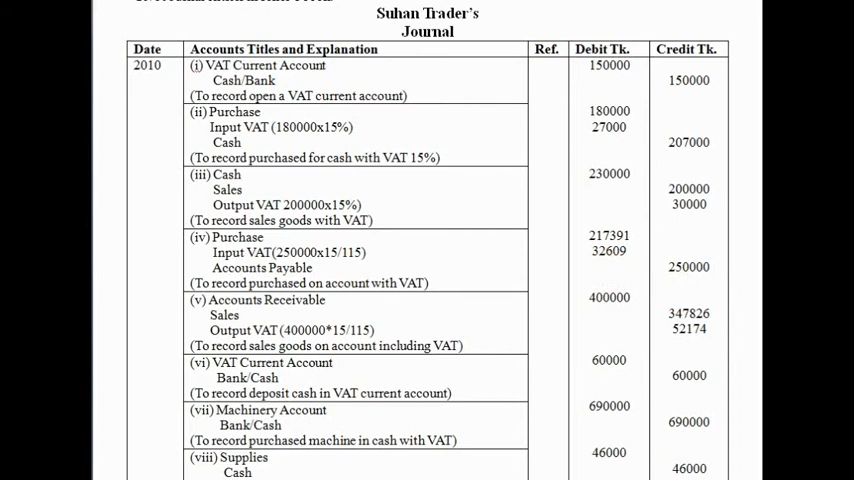 Suhan Trader's
Journal
Date Accounts Titles and Explanation Ref. Debit Tk. Credit Tk.
2010 (i) VAT Current Account 150000
Cash/Bank 150000
(To record open a VAT current account)
(ii) Purchase 180000
Input VAT (180000x15%) 27000
Cash 207000
(To record purchased for cash with VAT 15%)
(iii) Cash 230000
Sales 200000
Output VAT 200000x15%) 30000
(To record sales goods with VAT)
(iv) Purchase 217391
Input VAT(250000x15/115) 32609
Accounts Payable 250000
(To record purchased on account with VAT)
(v) Accounts Receivable 400000
Sales 347826
Output VAT (400000*15/115) 52174
(To record sales goods on account including VAT)
(vi) VAT Current Account 60000
Bank/Cash 60000
(To record deposit cash in VAT current account)
(vii) Machinery Account 690000
Bank/Cash 690000
(To record purchased machine in cash with VAT)
(viii) Supplies 46000
Cash 46000